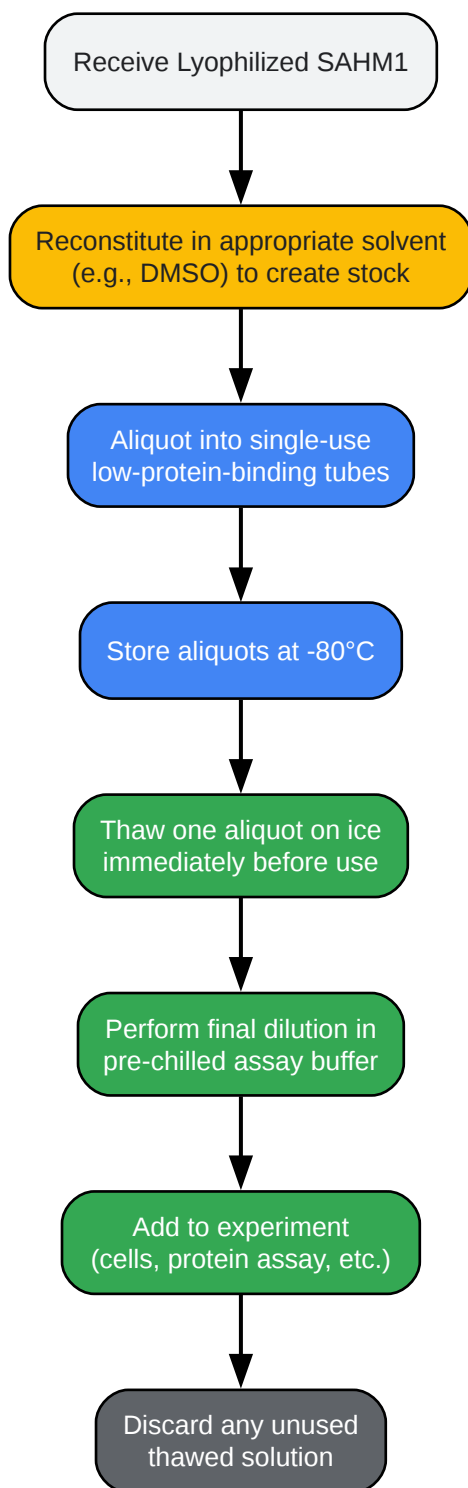 Receive Lyophilized SAHM1
Reconstitute in appropriate solvent
(e.g., DMSO) to create stock
Aliquot into single-use
low-protein-binding tubes
Store aliquots at -80°C
Thaw one aliquot on ice
immediately before use
Perform final dilution in
pre-chilled assay buffer
Add to experiment
(cells, protein assay, etc.)
Discard any unused
thawed solution